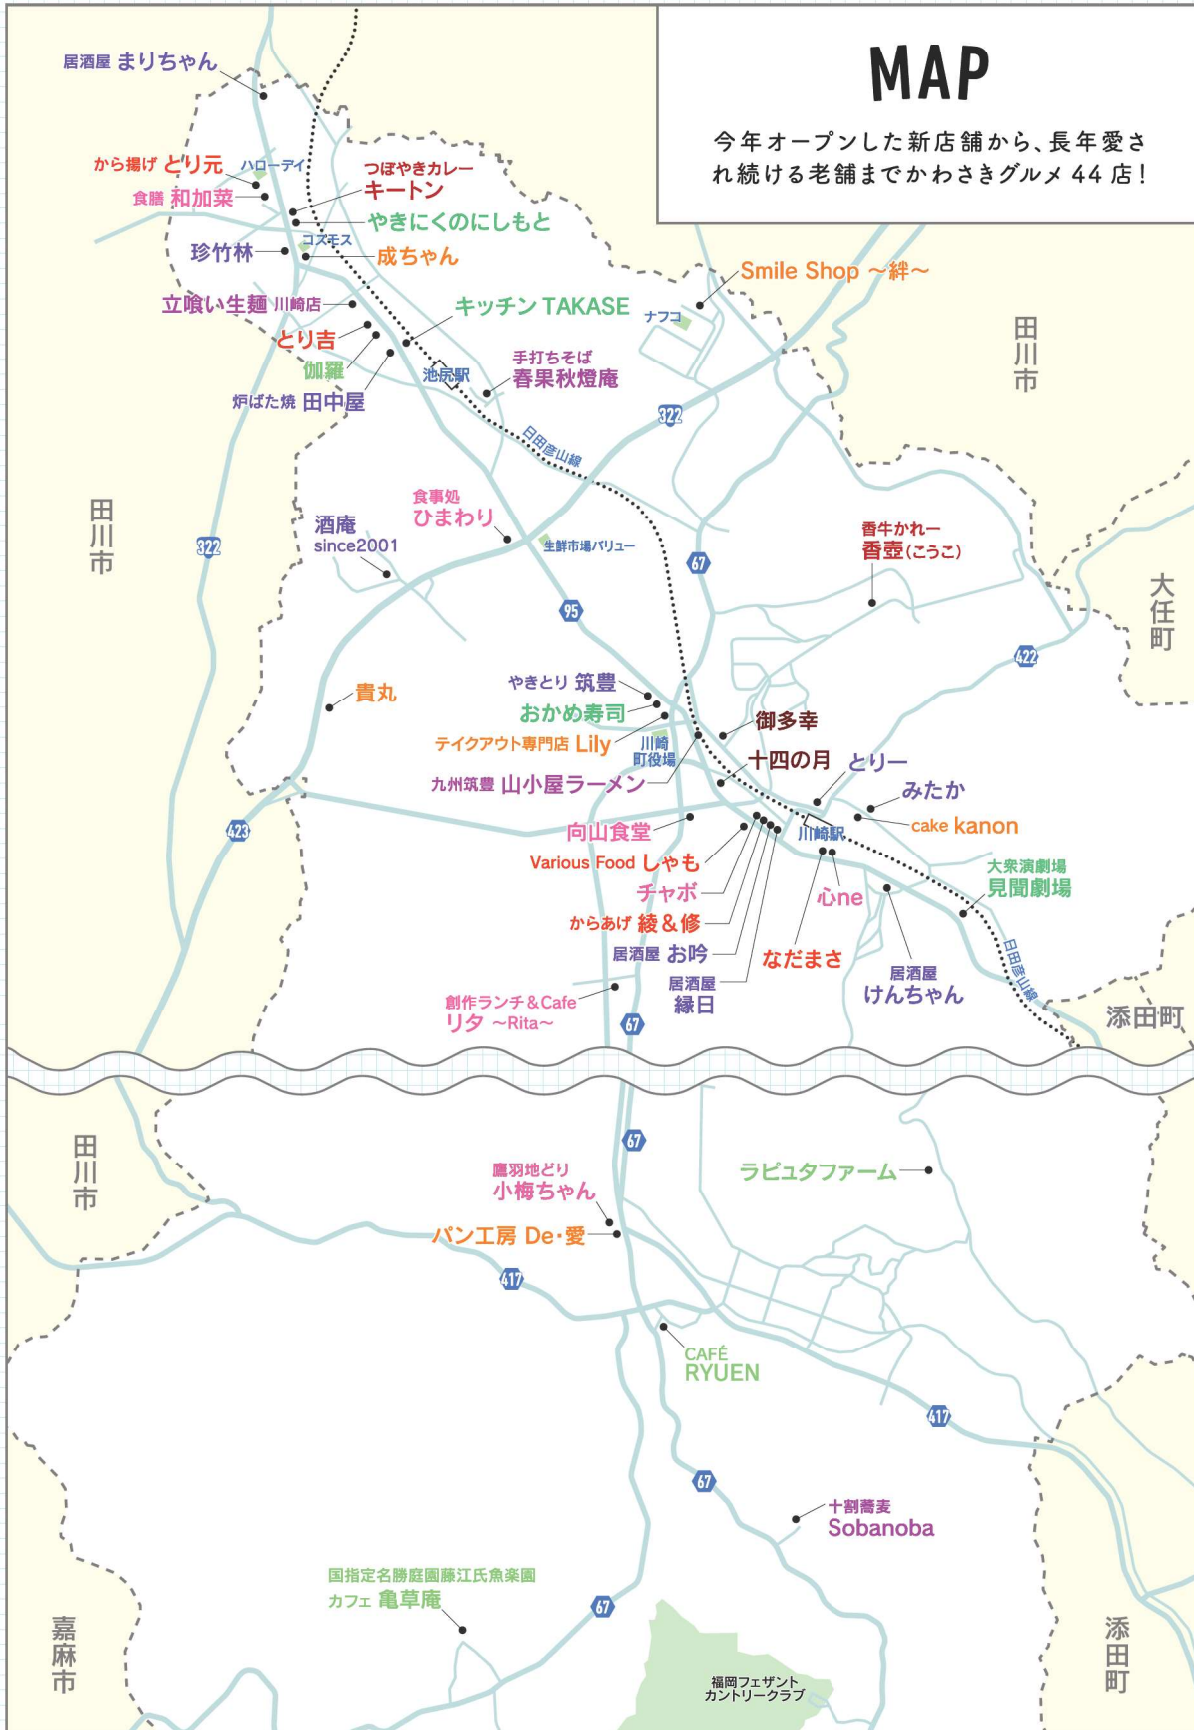 MAP
今年オープンした新店舗から、長年愛さ
れ続ける老舗までかわさきグルメ 44 店！
居酒屋 まりちゃん
から揚げ とり元
ハローデイ
食膳 和加菜
つぼやきカレー
キートン
やきにくのにしもと
コスモス
珍竹林
成ちゃん
Smile Shop ～絆～
立喰い生麺 川崎店
キッチン TAKASE
ナフコ
とり吉
伽羅
手打ちそば
春果秋燈庵
池尻駅
炉ばた焼 田中屋
田川市
322
日田彦山線
食事処
ひまわり
田川市
酒庵
since2001
322
生鮮市場バリュー
香牛かれー
香壺(こうこ)
67
大任町
95
422
やきとり 筑豊
貴丸
おかめ寿司
御多幸
テイクアウト専門店 Lily
川崎
町役場
十四の月
とりー
九州筑豊 山小屋ラーメン
みたか
423
向山食堂
川崎駅
cake kanon
Various Food しゃも
大衆演劇場
見聞劇場
チャボ
心ne
からあげ 綾＆修
居酒屋 お吟
なだまさ
居酒屋
縁日
居酒屋
けんちゃん
日田彦山線
創作ランチ＆Cafe
リタ ～Rita～
67
添田町
田川市
67
鷹羽地どり
小梅ちゃん
ラピュタファーム
パン工房 De・愛
417
CAFÉ
RYUEN
417
67
十割蕎麦
Sobanoba
国指定名勝庭園藤江氏魚楽園
カフェ 亀草庵
67
嘉麻市
添田町
福岡フェザント
カントリークラブ